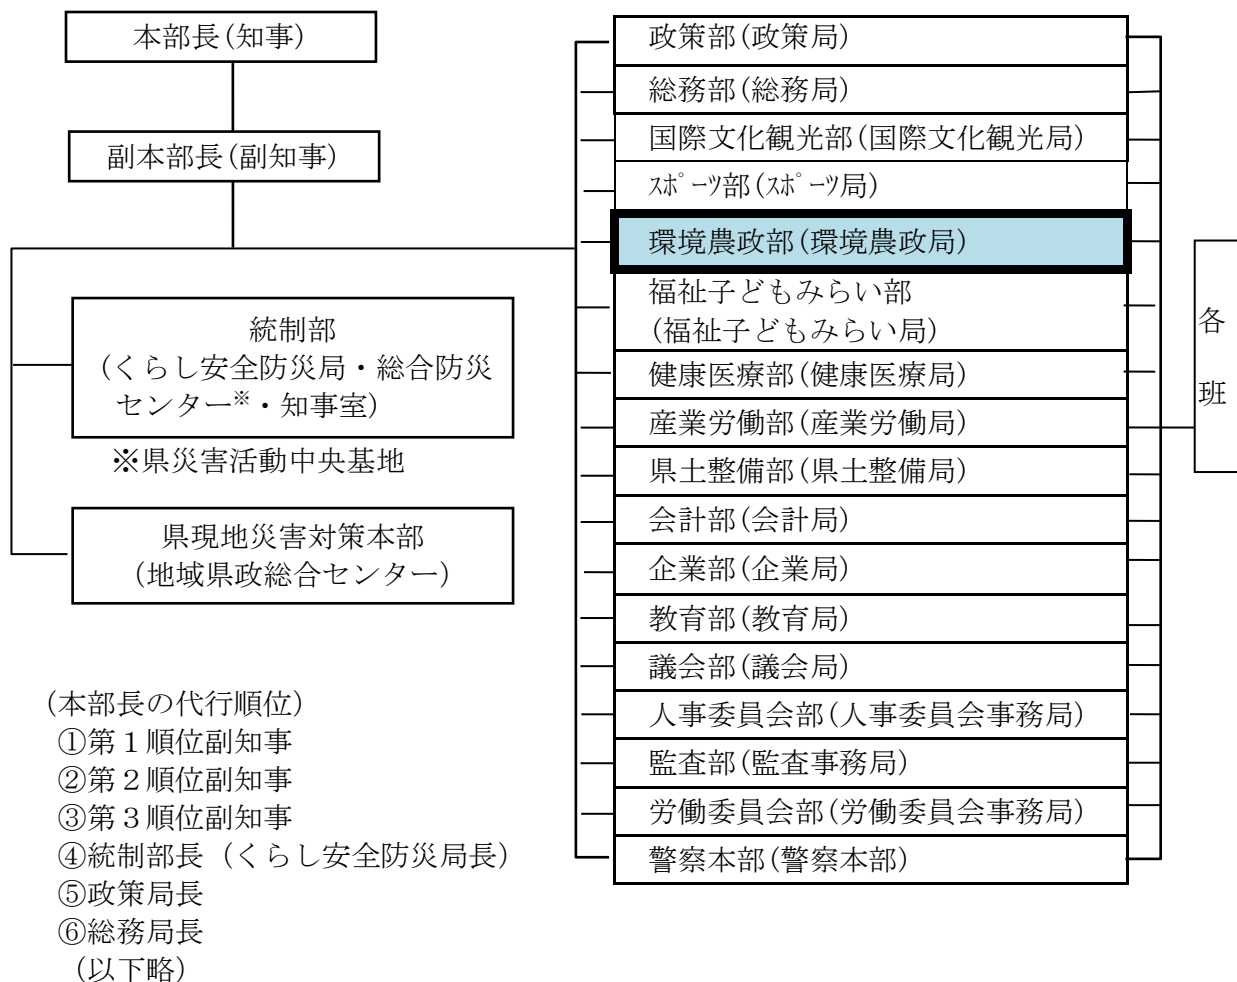 本部長(知事)
副本部長(副知事)
統制部
(くらし安全防災局・総合防災
センター※・知事室)
※県災害活動中央基地
県現地災害対策本部
(地域県政総合センター)
(本部長の代行順位)
①第1順位副知事
②第2順位副知事
③第3順位副知事
④統制部長(くらし安全防災局長)
⑤政策局長
⑥総務局長
(以下略)
政策部(政策局)
総務部(総務局)
国際文化観光部(国際文化観光局)
スポーツ部(スポーツ局)
環境農政部(環境農政局)
福祉子どもみらい部
(福祉子どもみらい局)
健康医療部(健康医療局)
産業労働部(産業労働局)
県土整備部(県土整備局)
会計部(会計局)
企業部(企業局)
教育部(教育局)
議会部(議会局)
人事委員会部(人事委員会事務局)
監査部(監査事務局)
労働委員会部(労働委員会事務局)
警察本部(警察本部)
各
班